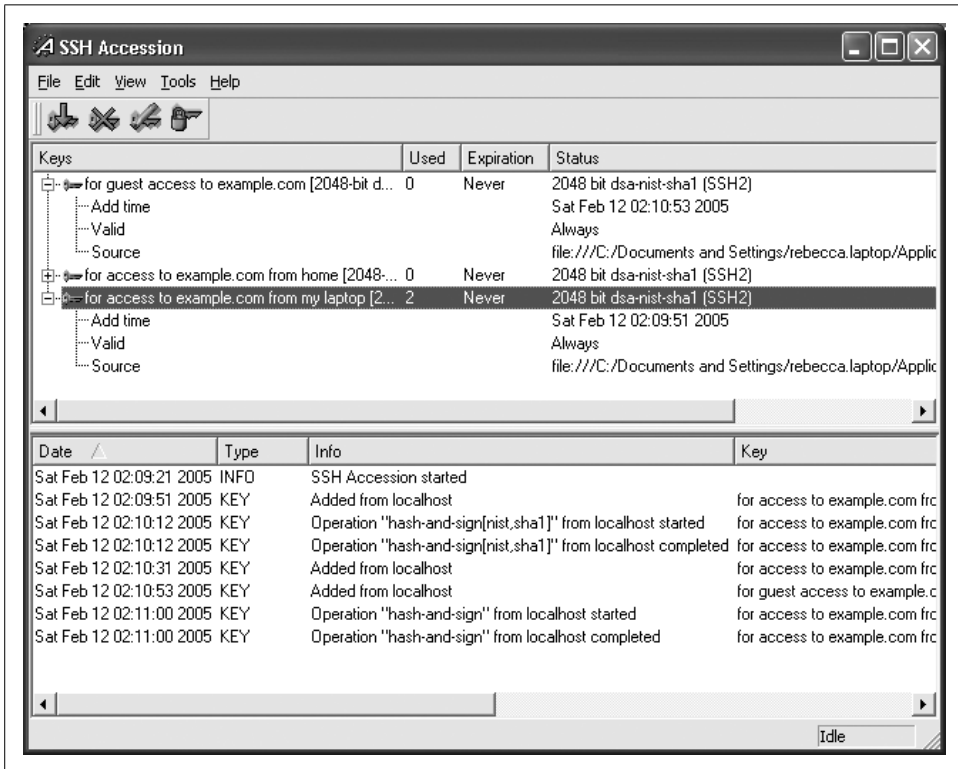 SSH Accession
File Edit View Tools Help
Keys Used Expiration Status
for guest access to example.com [2048-bit d... 0 Never 2048 bit dsa-nist-sha1 (SSH2)
Add time Sat Feb 12 02:10:53 2005
Valid Always
Source file:///C:/Documents and Settings/rebecca.laptop/Applic
for access to example.com from home [2048-... 0 Never 2048 bit dsa-nist-sha1 (SSH2)
for access to example.com from my laptop [2... 2 Never 2048 bit dsa-nist-sha1 (SSH2)
Add time Sat Feb 12 02:09:51 2005
Valid Always
Source file:///C:/Documents and Settings/rebecca.laptop/Applic
Date Type Info Key
Sat Feb 12 02:09:21 2005 INFO SSH Accession started
Sat Feb 12 02:09:51 2005 KEY Added from localhost for access to example.com frc
Sat Feb 12 02:10:12 2005 KEY Operation "hash-and-sign[nist,sha1]" from localhost started for access to example.com frc
Sat Feb 12 02:10:12 2005 KEY Operation "hash-and-sign[nist,sha1]" from localhost completed for access to example.com frc
Sat Feb 12 02:10:31 2005 KEY Added from localhost for access to example.com frc
Sat Feb 12 02:10:53 2005 KEY Added from localhost for guest access to example.c
Sat Feb 12 02:11:00 2005 KEY Operation "hash-and-sign" from localhost started for access to example.com frc
Sat Feb 12 02:11:00 2005 KEY Operation "hash-and-sign" from localhost completed for access to example.com frc
Idle